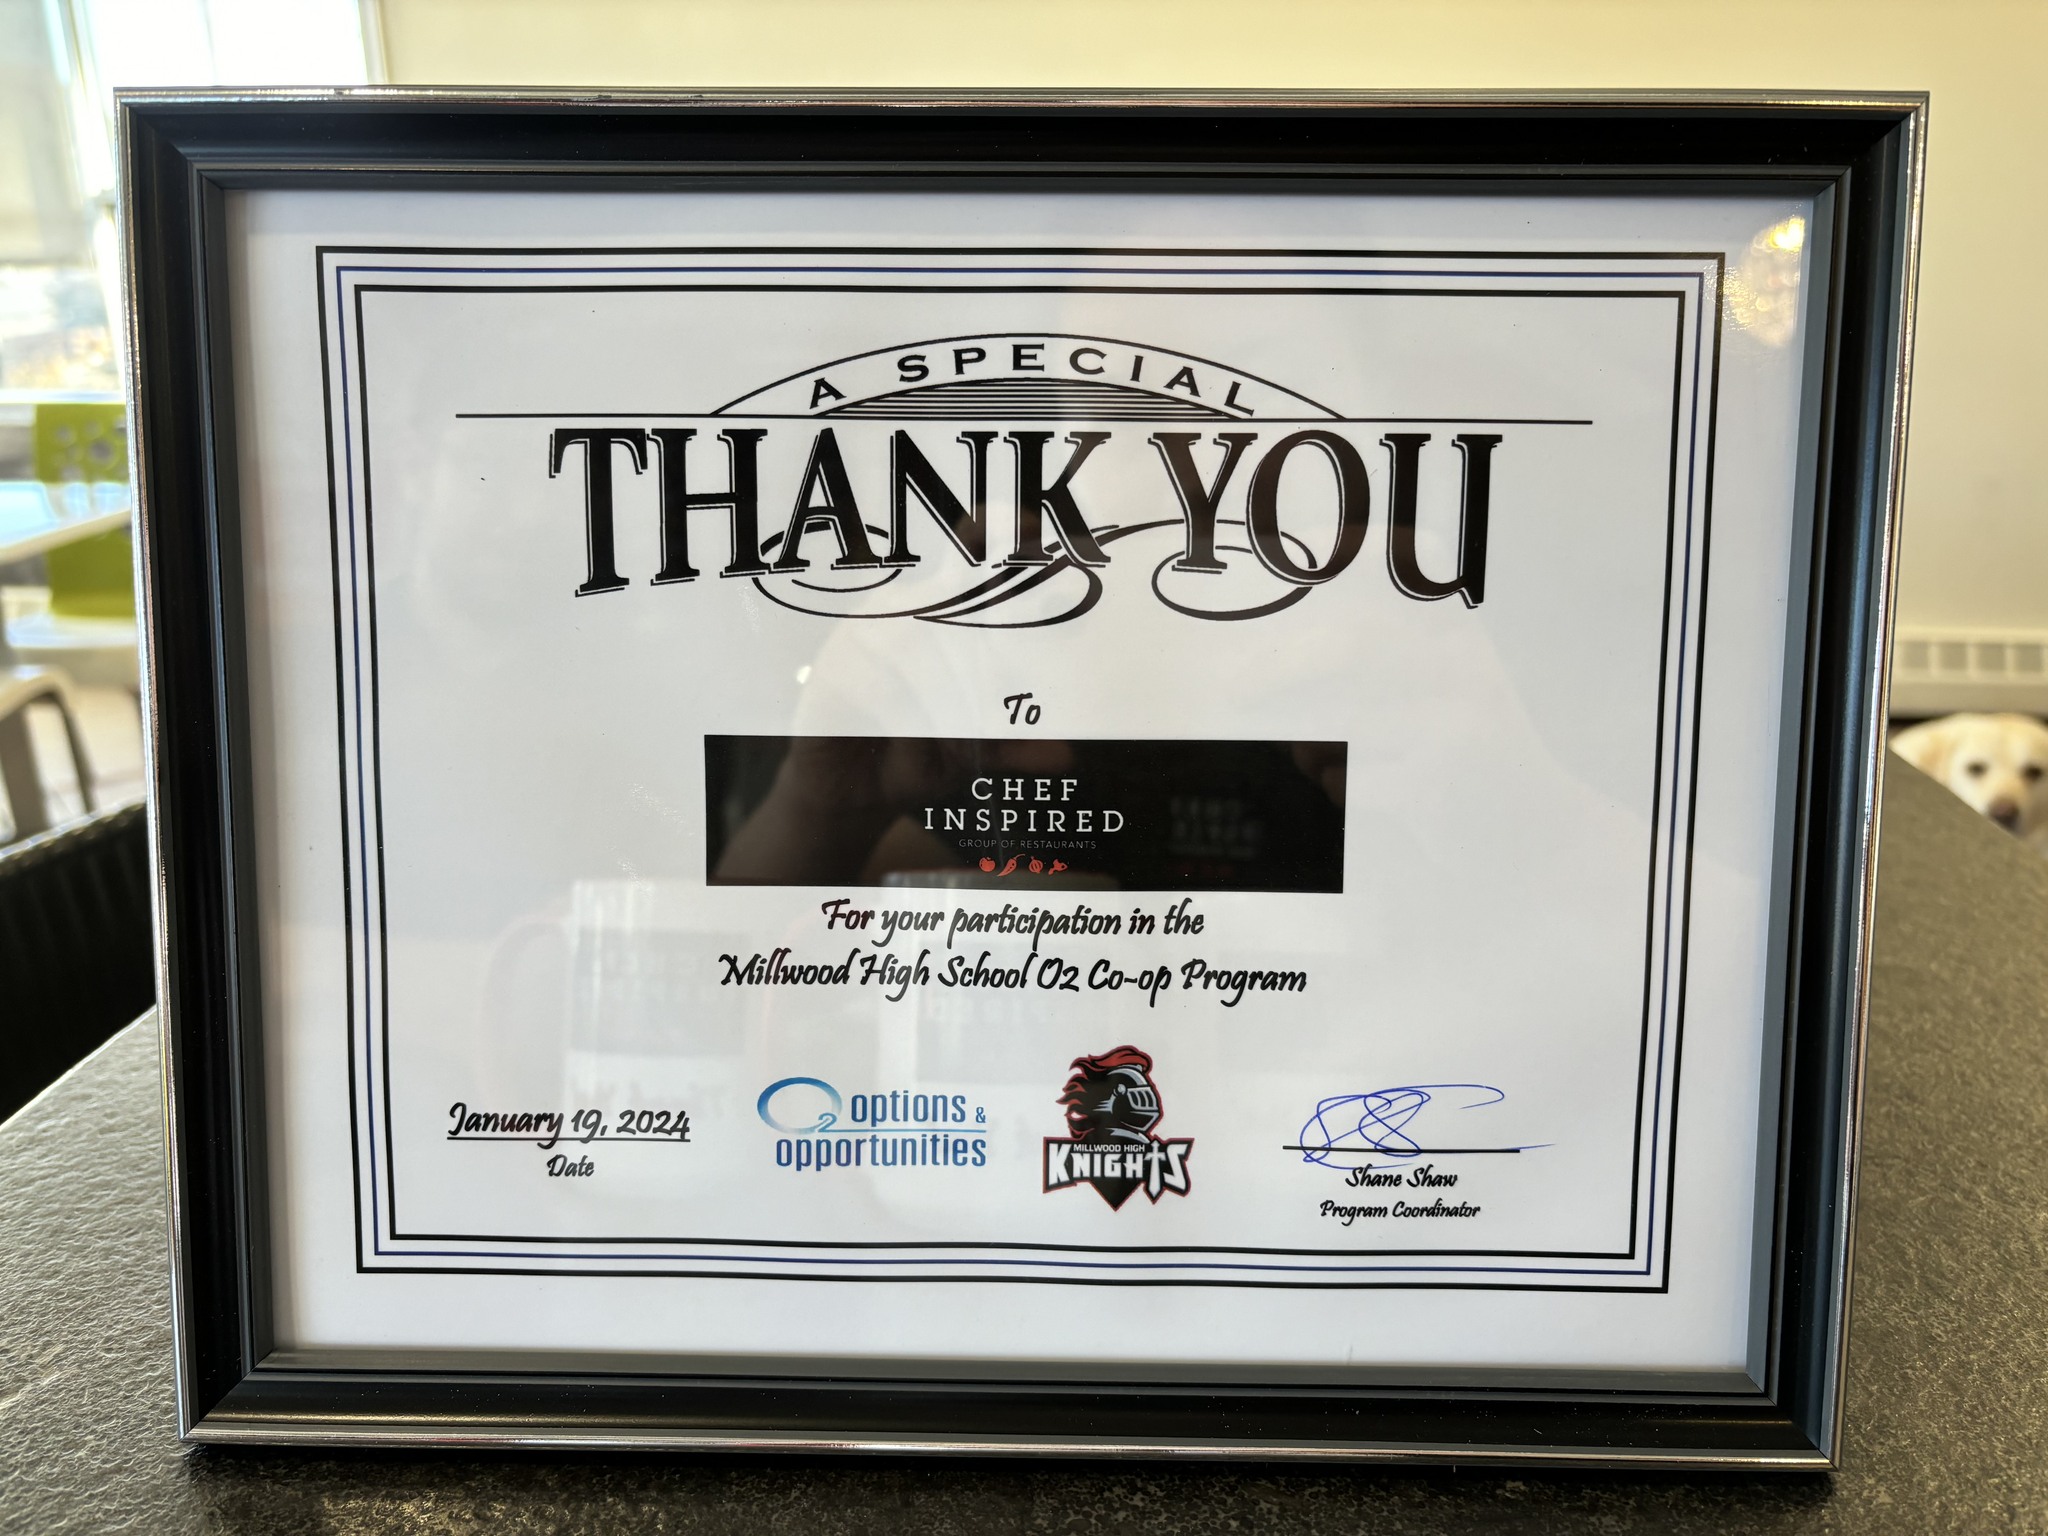 A SPECIAL
THANK YOU
To
CHEF
INSPIRED
GROUP OF RESTAURANTS
For your participation in the
Millwood High School O2 Co-op Program
January 19, 2024
Date
O2 options &
opportunities
MILLWOOD HIGH
KNIGHTS
Shane Shaw
Program Coordinator